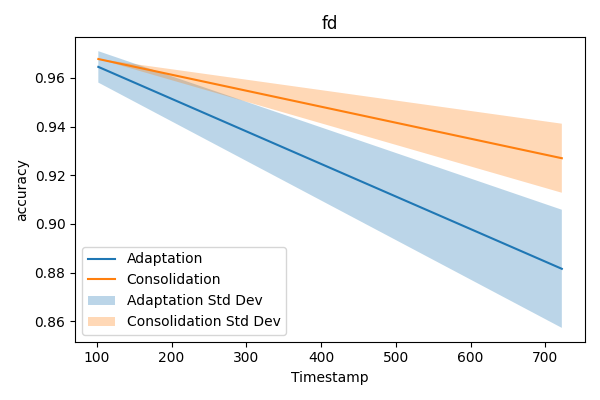 fd
accuracy
0.96
0.94
0.92
0.90
0.88
0.86
Adaptation
Consolidation
Adaptation Std Dev
Consolidation Std Dev
100 200 300 400 500 600 700
Timestamp